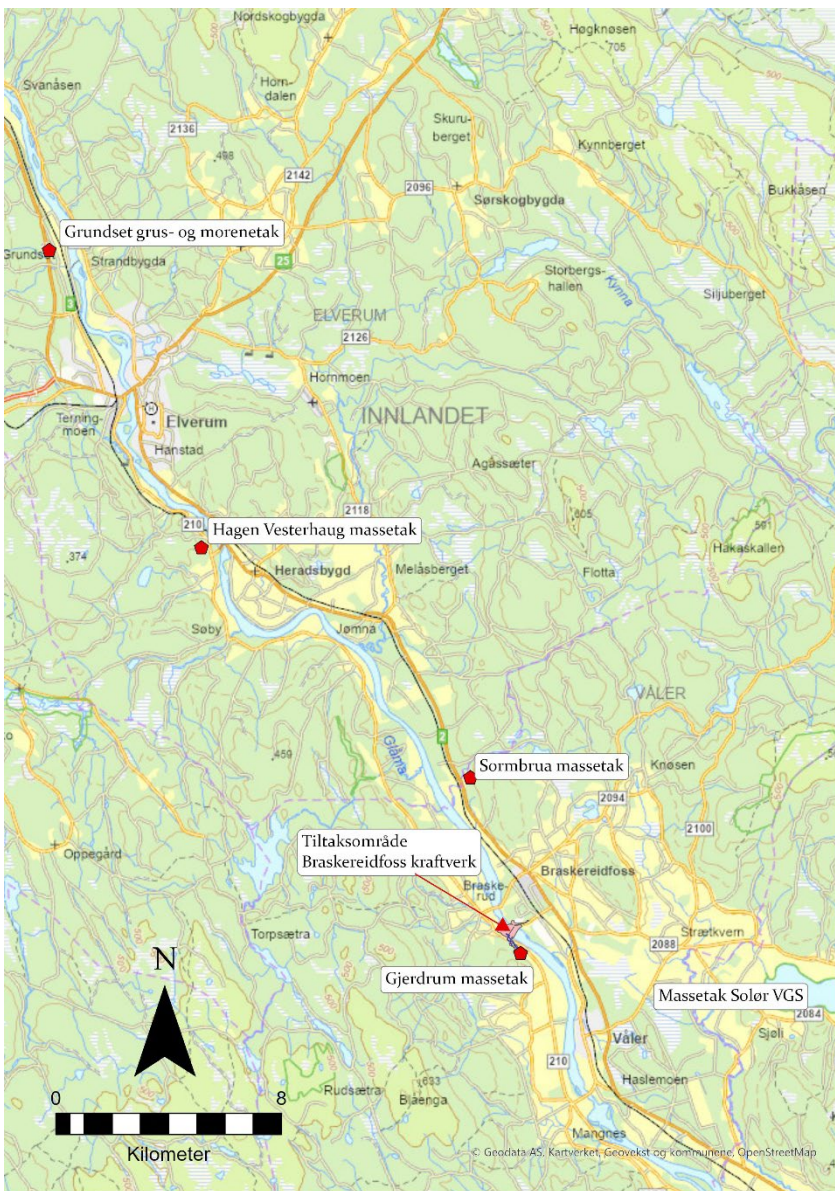 Nordskogbygda
Høgknøsen
705
500
Svanåsen
Horn-
dalen
Skuru-
berget
2136
498
Kynnberget
2142
2096
Bukkåsen
Sørskogbygda
Grundset grus- og morenetak
Strandbygda
25
Storbergs-
hallen
Kynna
Siljuberget
3
ELVERUM
2126
Hornmoen
INNLANDET
Terning-
moen
Elverum
Hanstad
Agåssæter
2118
605
591
Håkåskallen
210
Hagen Vesterhaug massetak
374
Heradsbygd
Melåsberget
Flotta
Søby
Jømna
VÅLER
2
459
Glåma
Sormbrua massetak
Knøsen
2094
2100
Tiltaksområde
Braskereidfoss kraftverk
Oppegård
Braskereidfoss
Braske-
rud
Torpsætra
Strætkvern
2088
N
Gjerdrum massetak
Massetak Solør VGS
2084
Våler
Sjøli
210
0
8
Rudsætra
633
Blåenga
Haslemoen
Mangnes
Kilometer
© Geodata AS, Kartverket, Geovekst og kommunene, OpenStreetMap